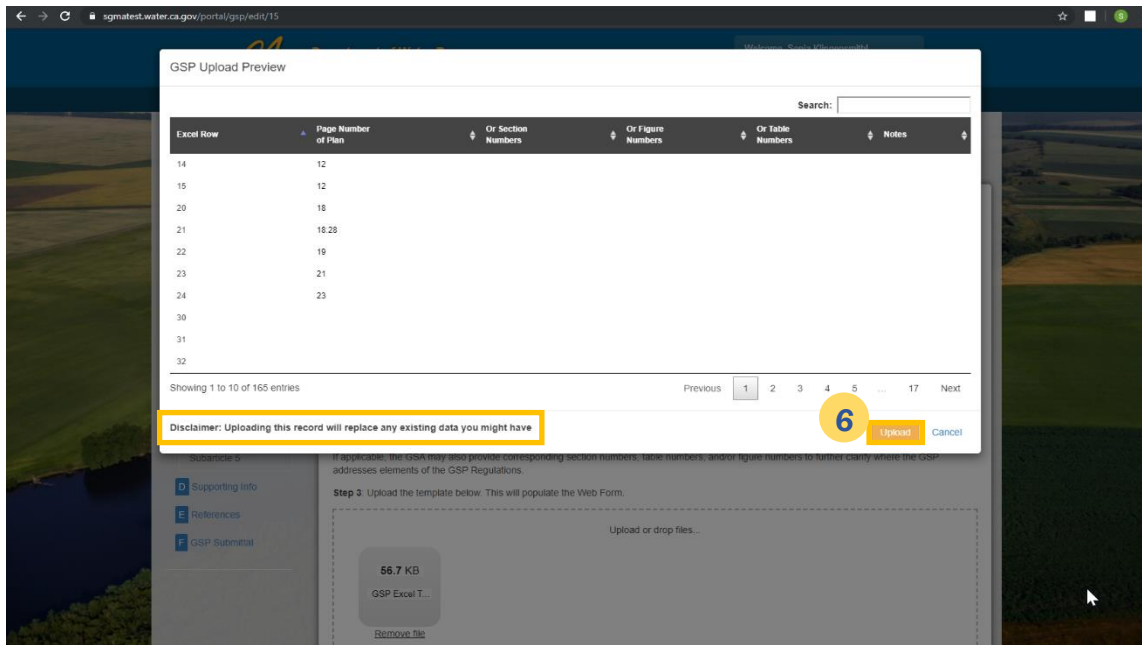 sgmatest.water.ca.gov/portal/gsp/edit/15
S
GSP Upload Preview
Search:
Excel Row
Page Number of Plan
Or Section Numbers
Or Figure Numbers
Or Table Numbers
Notes
14 12
15 12
20 18
21 18:28
22 19
23 21
24 23
30
31
32
Showing 1 to 10 of 165 entries
Previous 1 2 3 4 5 ... 17 Next
Disclaimer: Uploading this record will replace any existing data you might have
6
Upload Cancel
Subarticle 5
D Supporting Info
E References
F GSP Submittal
If applicable, the GSA may also provide corresponding section numbers, table numbers, and/or figure numbers to further clarify where the GSP
addresses elements of the GSP Regulations.
Step 3: Upload the template below. This will populate the Web Form.
Upload or drop files...
56.7 KB
GSP Excel T...
Remove file